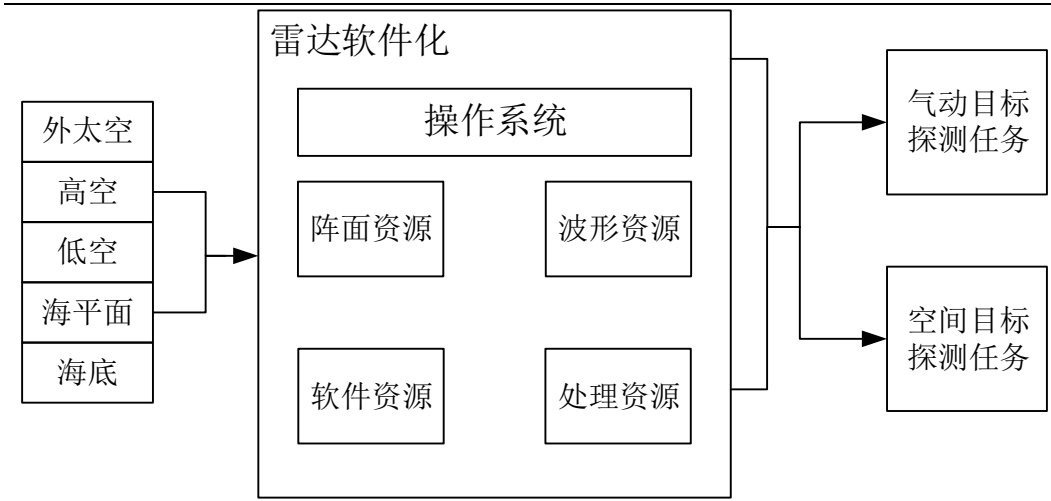 外太空
高空
低空
海平面
海底
雷达软件化
操作系统
阵面资源
波形资源
软件资源
处理资源
气动目标
探测任务
空间目标
探测任务